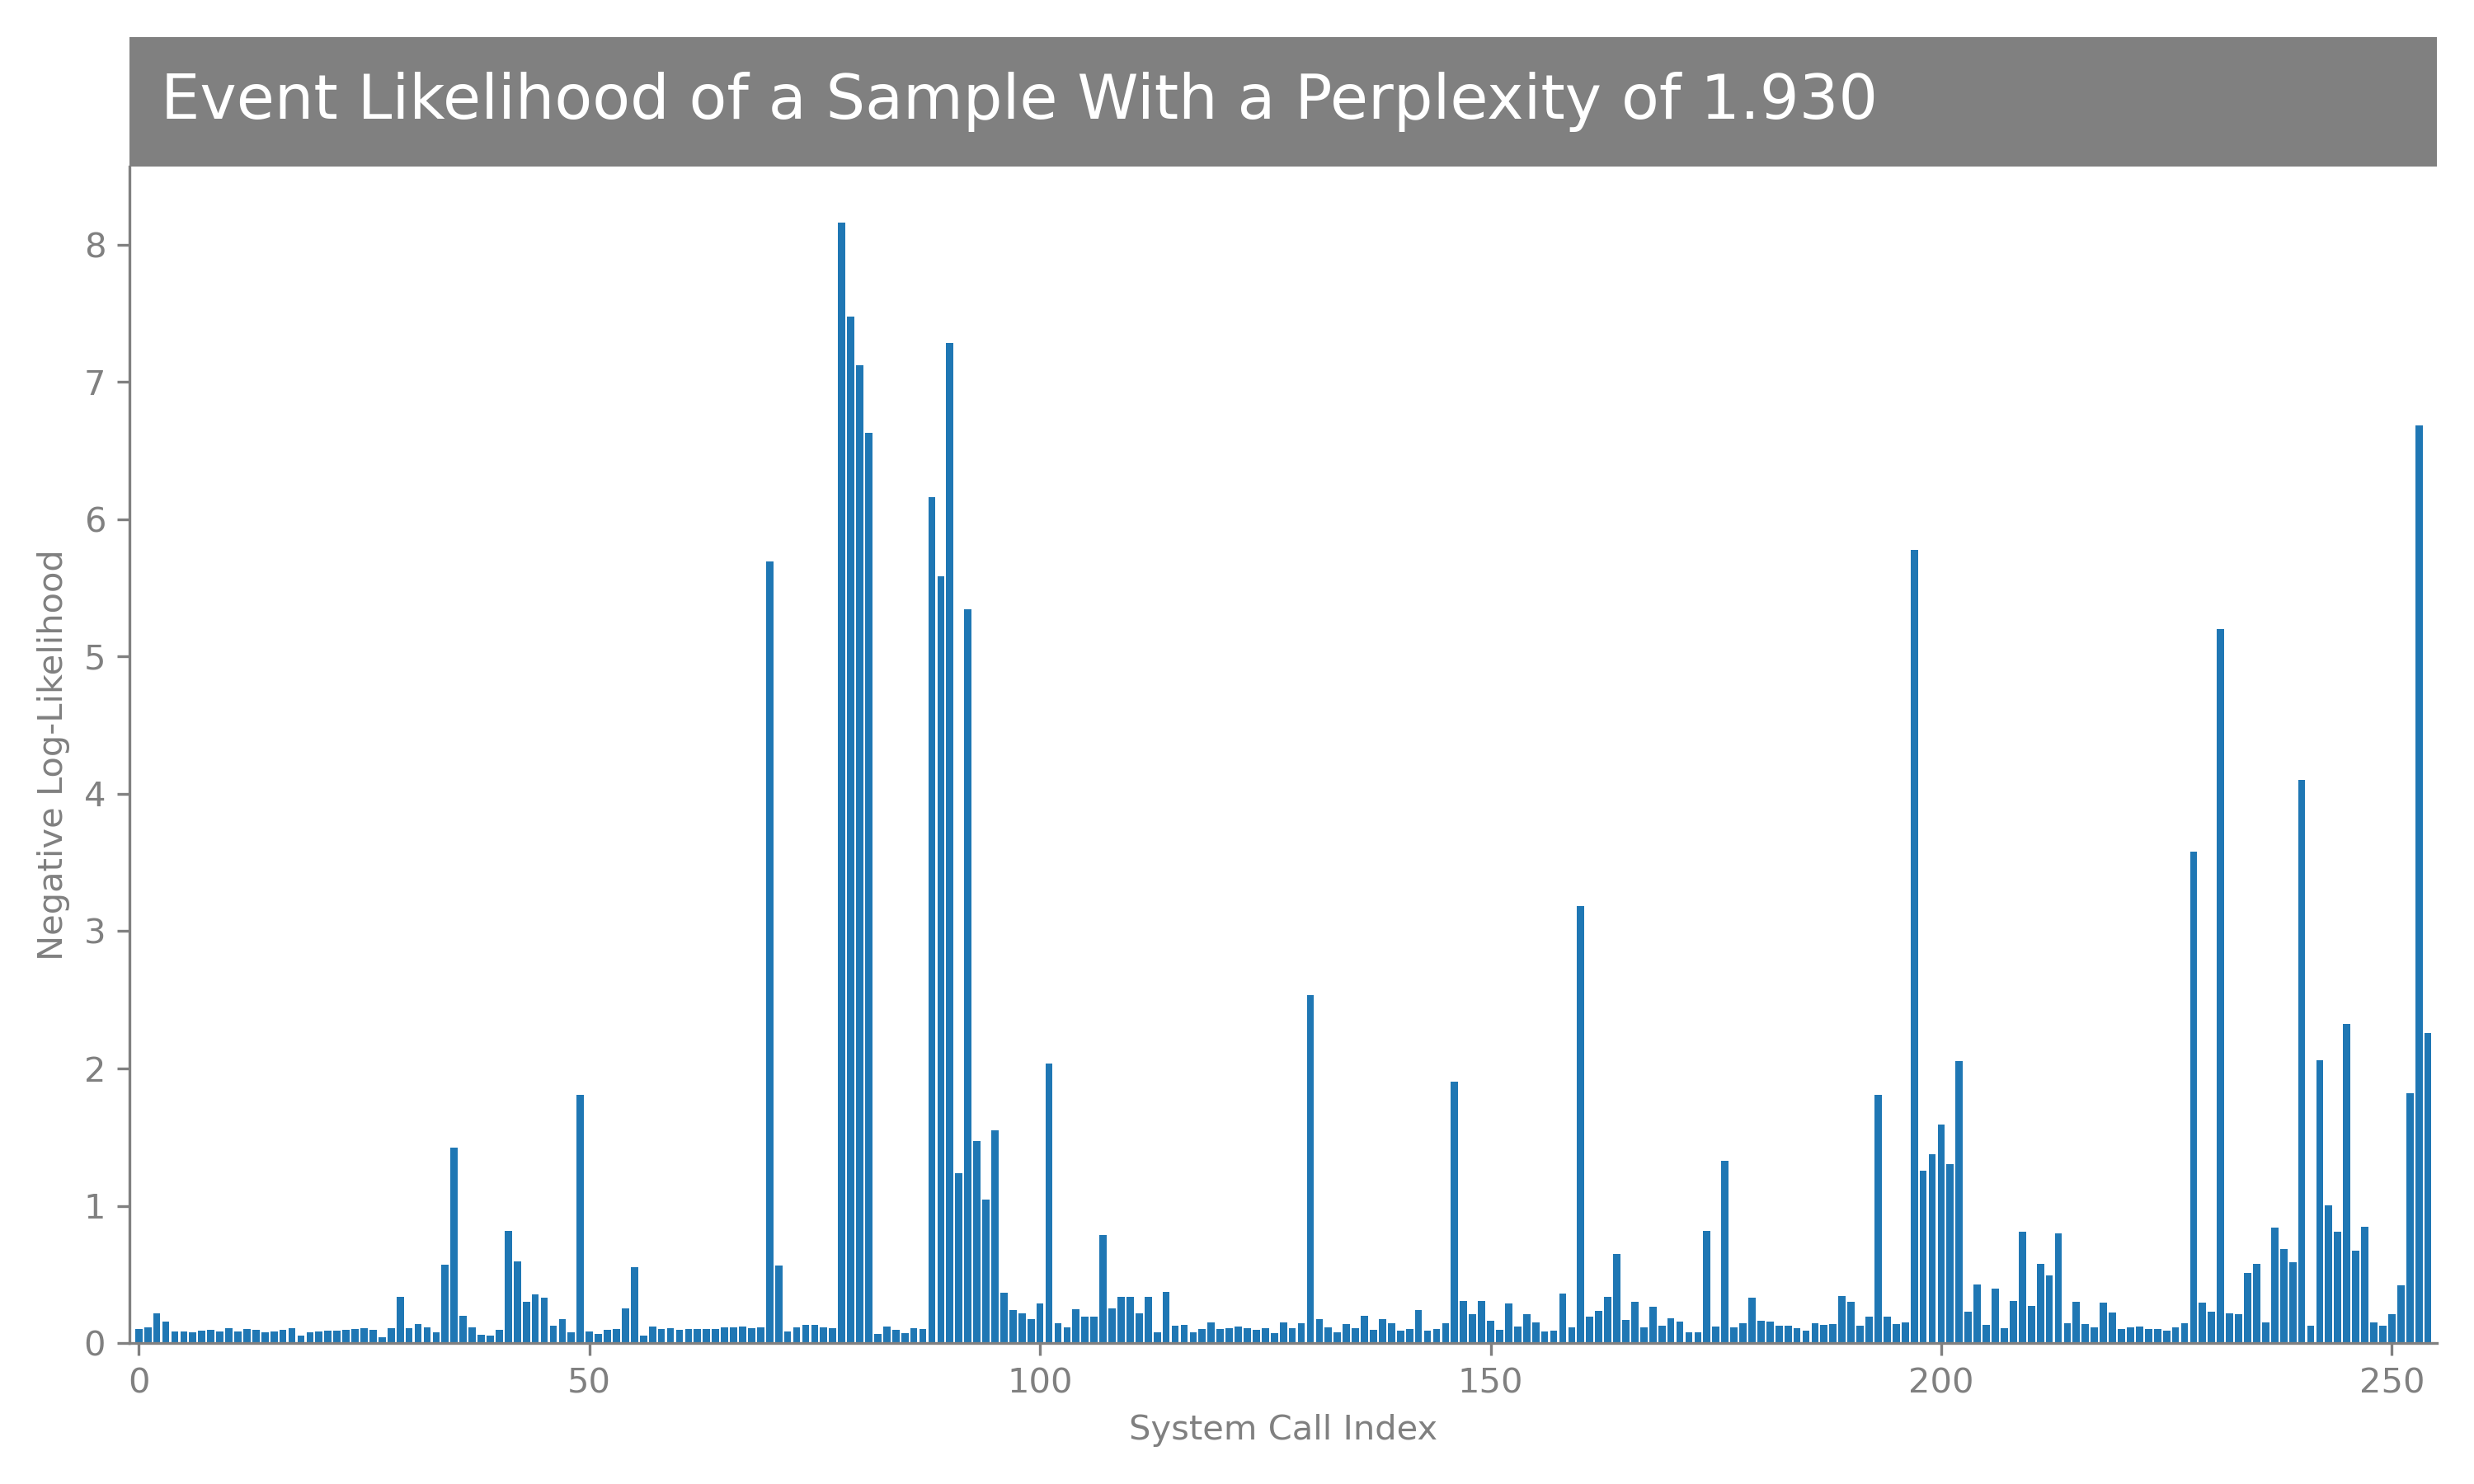 Event Likelihood of a Sample With a Perplexity of 1.930
Negative Log-Likelihood
8
7
6
5
4
3
2
1
0
0 50 100 150 200 250
System Call Index